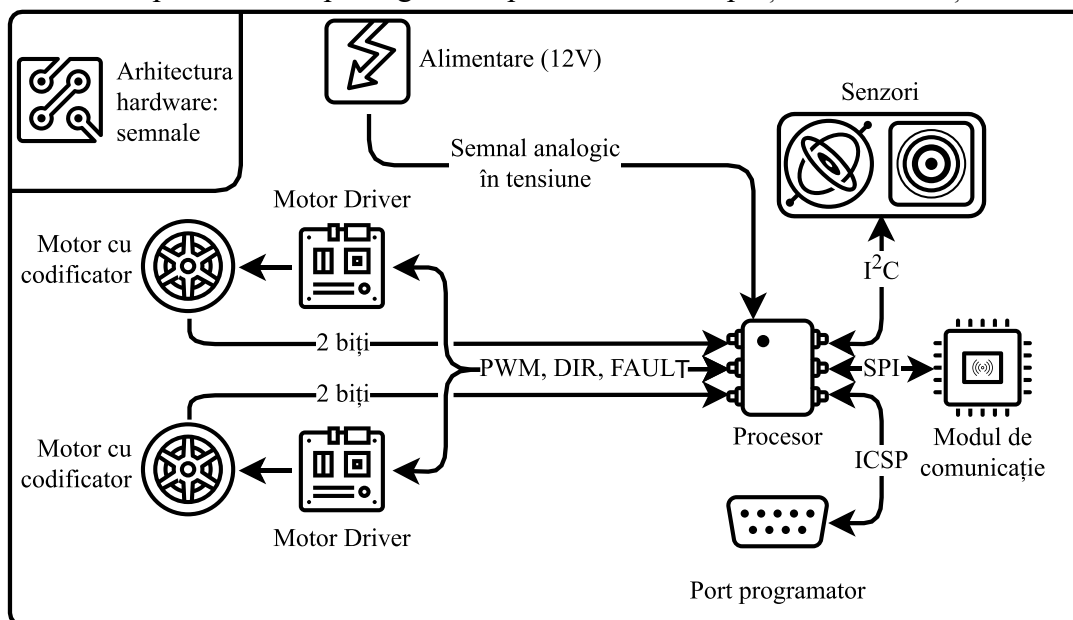 Arhitectura
hardware:
semnale
Alimentare (12V)
Senzori
Semnal analogic
în tensiune
Motor Driver
Motor cu
codificator
I²C
2 biți
PWM, DIR, FAULT
SPI
2 biți
Procesor
Modul de
comunicație
Motor cu
codificator
ICSP
Motor Driver
Port programator